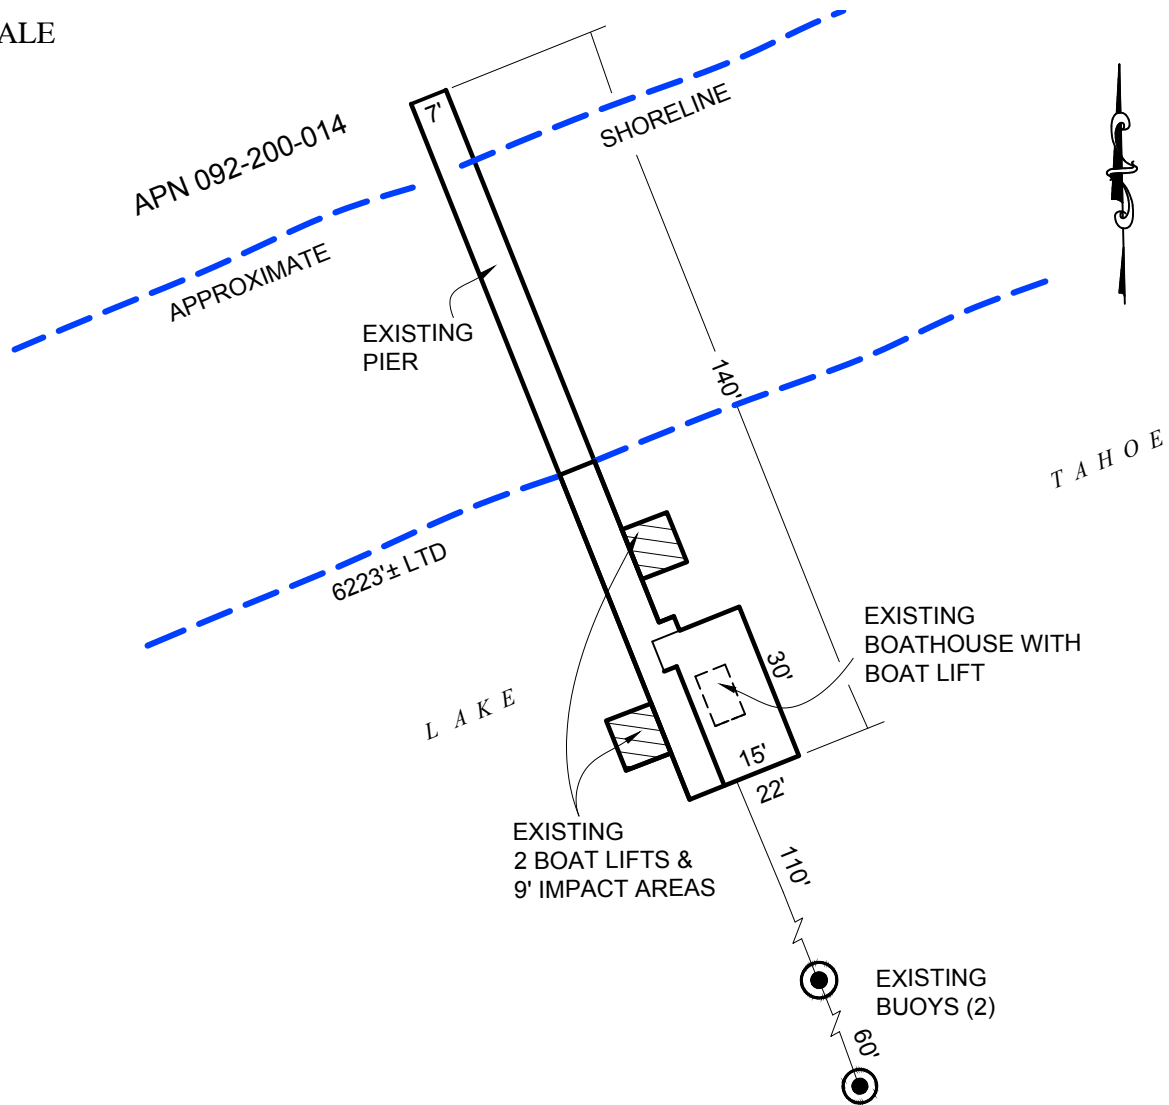 ALE
7'
SHORELINE
APN 092-200-014
APPROXIMATE
EXISTING
PIER
140'
TAHOE
6223'± LTD
EXISTING
BOATHOUSE WITH
BOAT LIFT
30'
LAKE
15'
22'
EXISTING
2 BOAT LIFTS &
9' IMPACT AREAS
110'
EXISTING
BUOYS (2)
60'